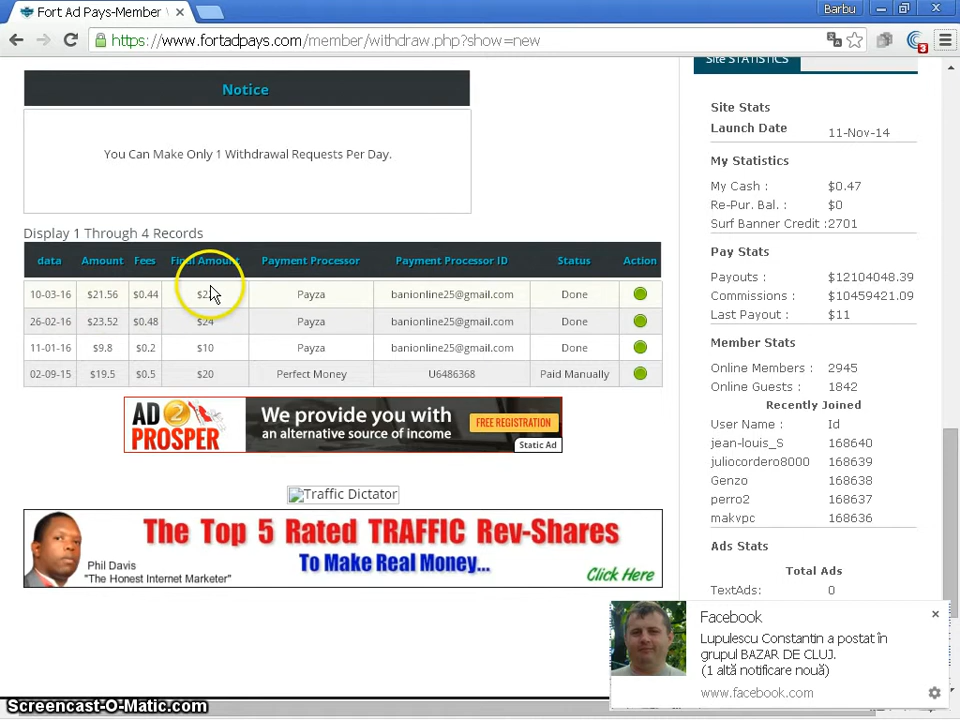 Fort Ad Pays-Member
Barbu
https://www.fortadpays.com/member/withdraw.php?show=new
3
Notice
You Can Make Only 1 Withdrawal Requests Per Day.
Display 1 Through 4 Records
data Amount Fees Final Amount Payment Processor Payment Processor ID Status Action
10-03-16 $21.56 $0.44 Payza banionline25@gmail.com Done
26-02-16 $23.52 $0.48 $24 Payza banionline25@gmail.com Done
11-01-16 $9.8 $0.2 $10 Payza banionline25@gmail.com Done
02-09-15 $19.5 $0.5 $20 Perfect Money U6486368 Paid Manually
AD 2 PROSPER
We provide you with
an alternative source of income
FREE REGISTRATION
Static Ad
Traffic Dictator
The Top 5 Rated TRAFFIC Rev-Shares
To Make Real Money...
Phil Davis
"The Honest Internet Marketer"
Click Here
Site STATISTICS
Site Stats
Launch Date 11-Nov-14
My Statistics
My Cash : $0.47
Re-Pur. Bal. : $0
Surf Banner Credit : 2701
Pay Stats
Payouts : $12104048.39
Commissions : $10459421.09
Last Payout : $11
Member Stats
Online Members : 2945
Online Guests : 1842
Recently Joined
User Name : Id
jean-louis_S 168640
juliocordero8000 168639
Genzo 168638
perro2 168637
makvpc 168636
Ads Stats
Total Ads
TextAds: 0
Facebook
Lupulescu Constantin a postat în
grupul BAZAR DE CLUJ.
(1 altă notificare nouă)
www.facebook.com
Screencast-O-Matic.com